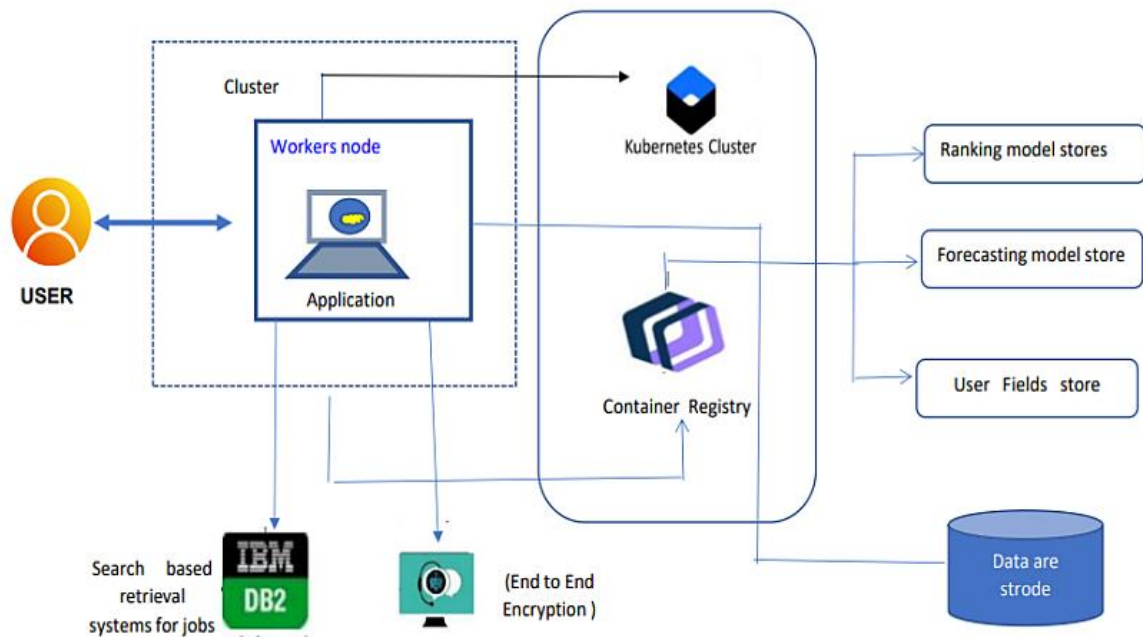 Cluster
Workers node
Application
USER
Kubernetes Cluster
Container Registry
Ranking model stores
Forecasting model store
User Fields store
Search based
retrieval
systems for jobs
IBM
DB2
(End to End
Encryption )
Data are
strode